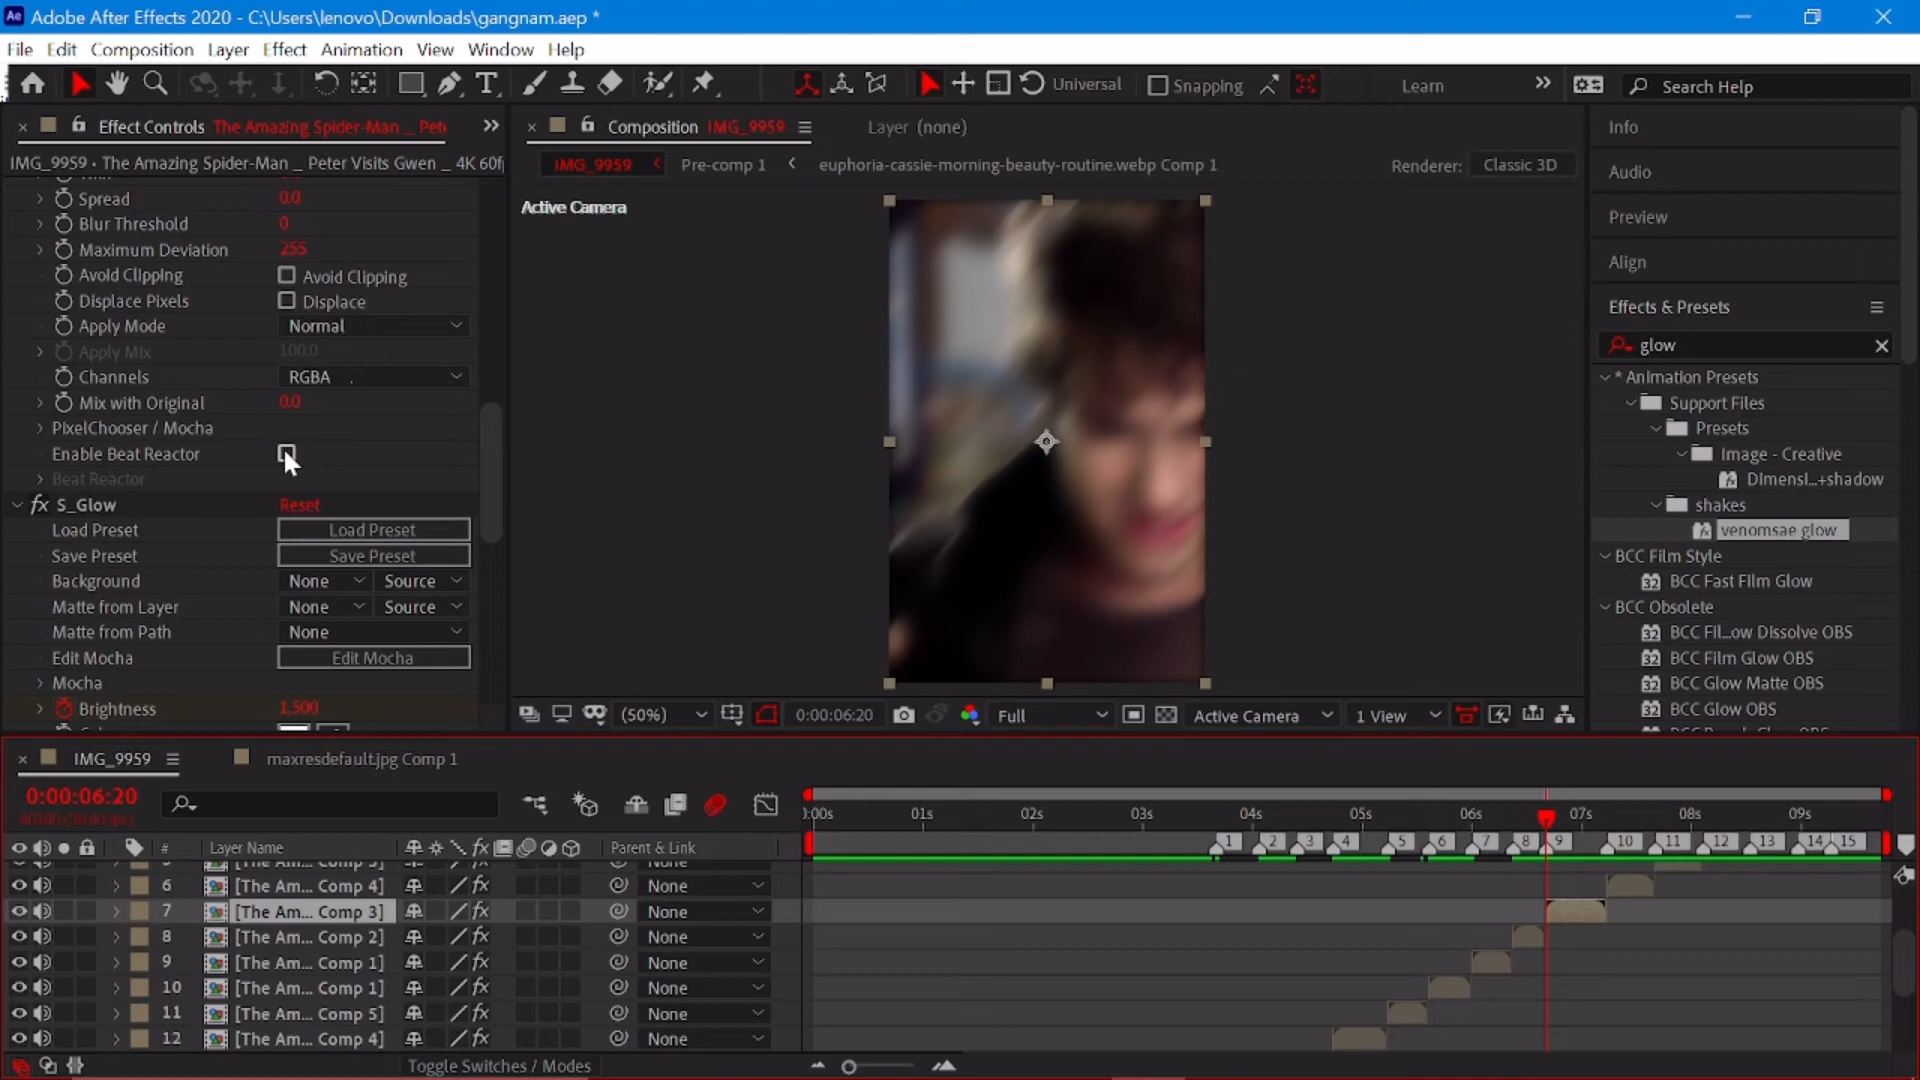 Adobe After Effects 2020 - C:\Users\lenovo\Downloads\gangnam.aep *
File Edit Composition Layer Effect Animation View Window Help
Universal Snapping Learn Search Help
Effect Controls The Amazing Spider-Man _ Pet
Composition IMG_9959
Layer (none)
Info
IMG_9959 • The Amazing Spider-Man _ Peter Visits Gwen _ 4K 60f
IMG_9959 Pre-comp 1 euphoria-cassie-morning-beauty-routine.webp Comp 1
Renderer: Classic 3D
Audio
Active Camera
Preview
Align
Effects & Presets
glow
Spread 0.0
Blur Threshold 0
Maximum Deviation 255
Avoid Clipping Avoid Clipping
Displace Pixels Displace
Apply Mode Normal
Apply Mix 100.0
Channels RGBA
Mix with Original 0.0
PixelChooser / Mocha
Enable Beat Reactor
Beat Reactor
fx S_Glow Reset
Load Preset Load Preset
Save Preset Save Preset
Background None Source
Matte from Layer None Source
Matte from Path None
Edit Mocha Edit Mocha
Mocha
Brightness 1.500
* Animation Presets
Support Files
Presets
Image - Creative
Dimensi...+shadow
shakes
venomsae glow
BCC Film Style
BCC Fast Film Glow
BCC Obsolete
BCC Fil...ow Dissolve OBS
BCC Film Glow OBS
BCC Glow Matte OBS
BCC Glow OBS
(50%) 0:00:06:20 Full Active Camera 1 View
IMG_9959 maxresdefault.jpg Comp 1
0:00:06:20
:00s 01s 02s 03s 04s 05s 06s 07s 08s 09s
1 2 3 4 5 6 7 8 9 10 11 12 13 14 15
# Layer Name Parent & Link
6 [The Am... Comp 4] None
7 [The Am... Comp 3] None
8 [The Am... Comp 2] None
9 [The Am... Comp 1] None
10 [The Am... Comp 1] None
11 [The Am... Comp 5] None
12 [The Am... Comp 4] None
Toggle Switches / Modes